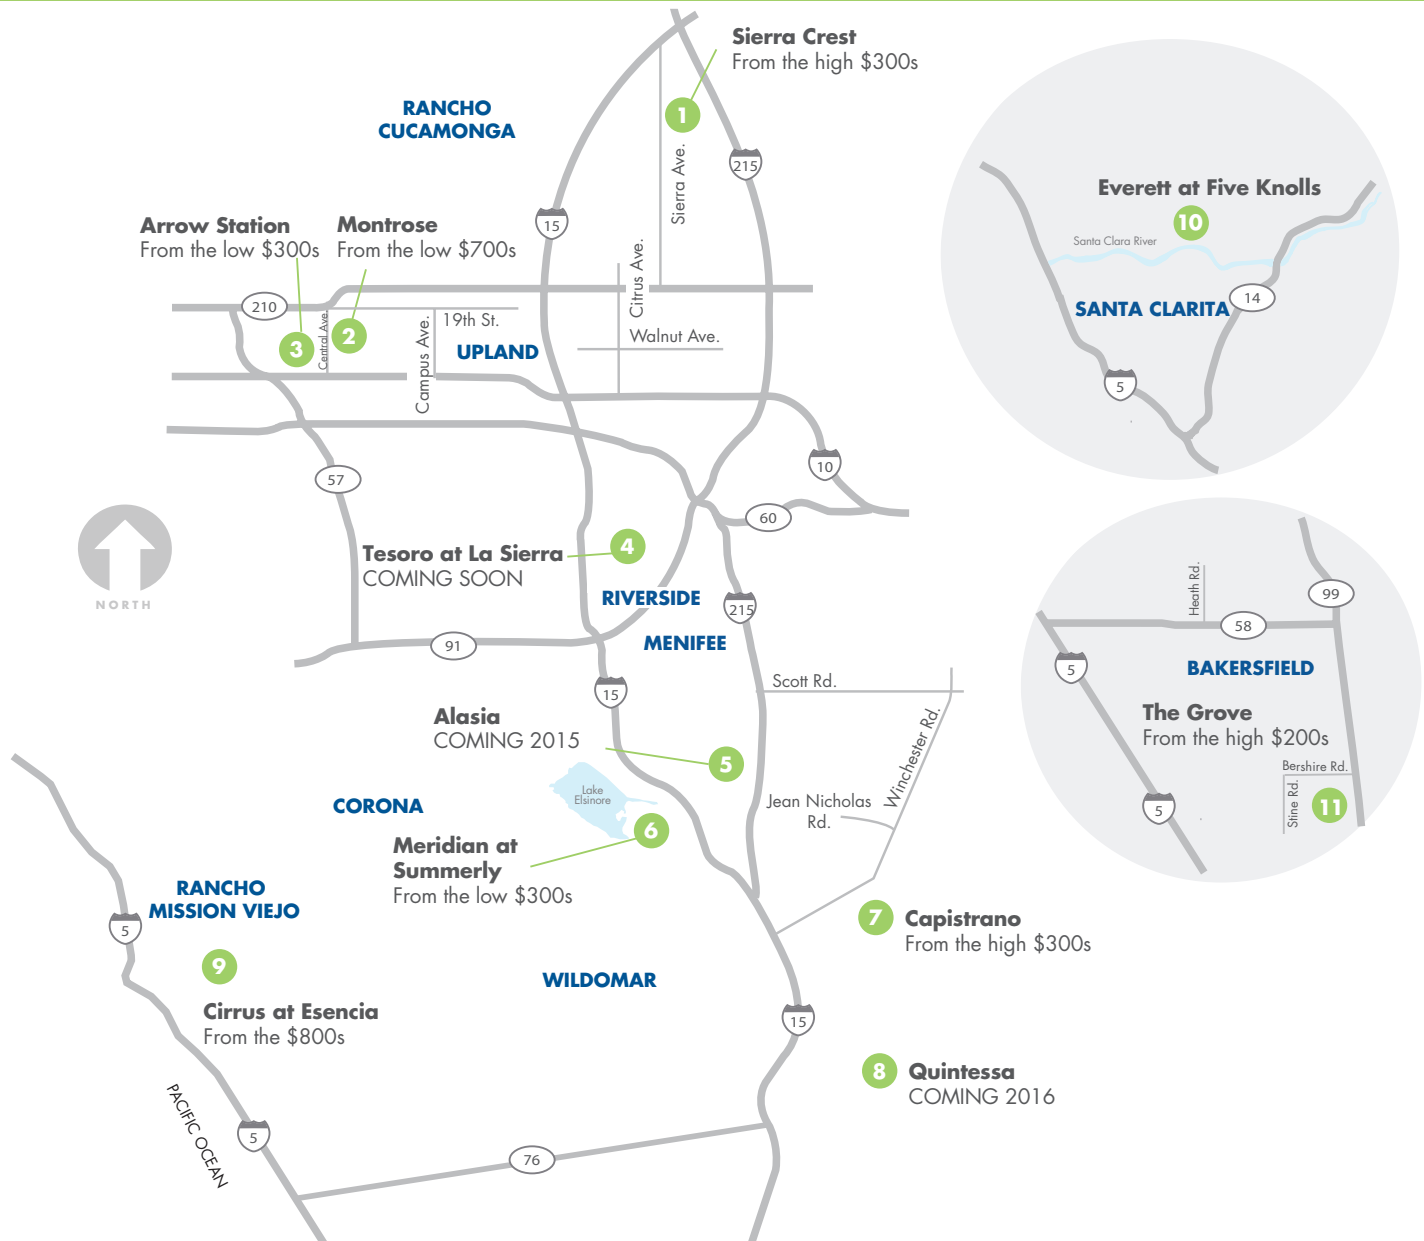 Sierra Crest
From the high $300s
1
RANCHO
CUCAMONGA
215
Sierra Ave.
15
Arrow Station
From the low $300s
Montrose
From the low $700s
Citrus Ave.
210
19th St.
Central Ave.
3
2
Campus Ave.
UPLAND
Walnut Ave.
10
57
60
NORTH
Tesoro at La Sierra
COMING SOON
4
RIVERSIDE
215
MENIFEE
91
15
Scott Rd.
Alasia
COMING 2015
5
Winchester Rd.
Lake
Elsinore
Jean Nicholas
Rd.
CORONA
6
Meridian at
Summerly
From the low $300s
RANCHO
MISSION VIEJO
5
7
Capistrano
From the high $300s
9
WILDOMAR
Cirrus at Esencia
From the $800s
15
8
Quintessa
COMING 2016
PACIFIC OCEAN
5
76
Everett at Five Knolls
10
Santa Clara River
SANTA CLARITA
14
5
Heath Rd.
99
58
5
BAKERSFIELD
The Grove
From the high $200s
Bershire Rd.
Stine Rd.
11
5